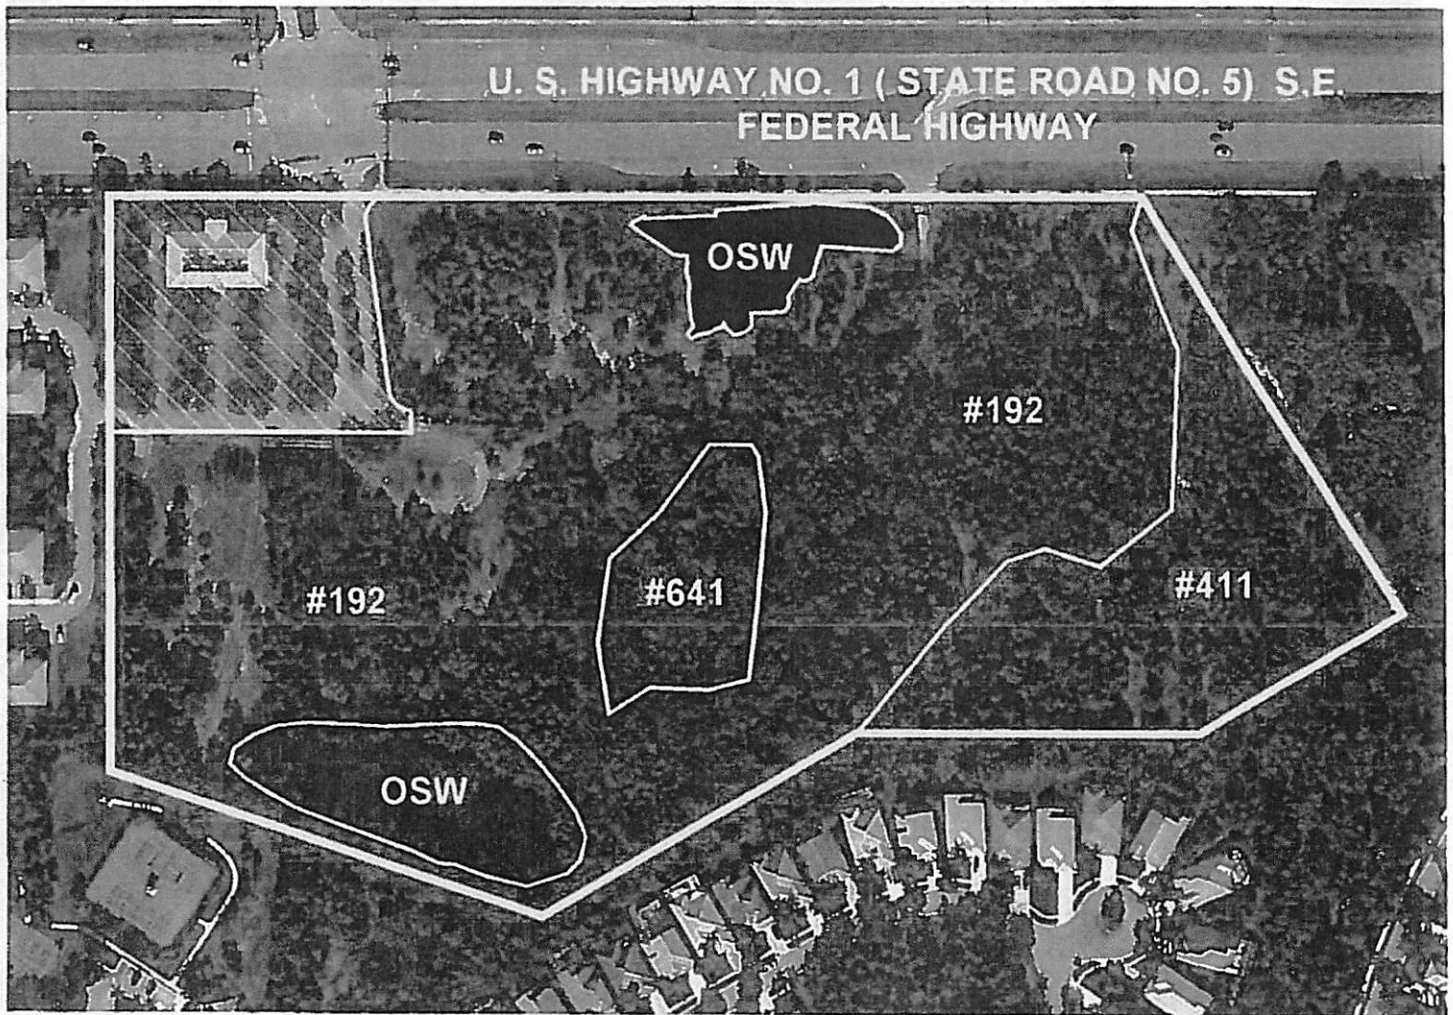 U. S. HIGHWAY NO. 1 ( STATE ROAD NO. 5) S.E.
FEDERAL HIGHWAY
OSW
#192
#641
#411
#192
OSW